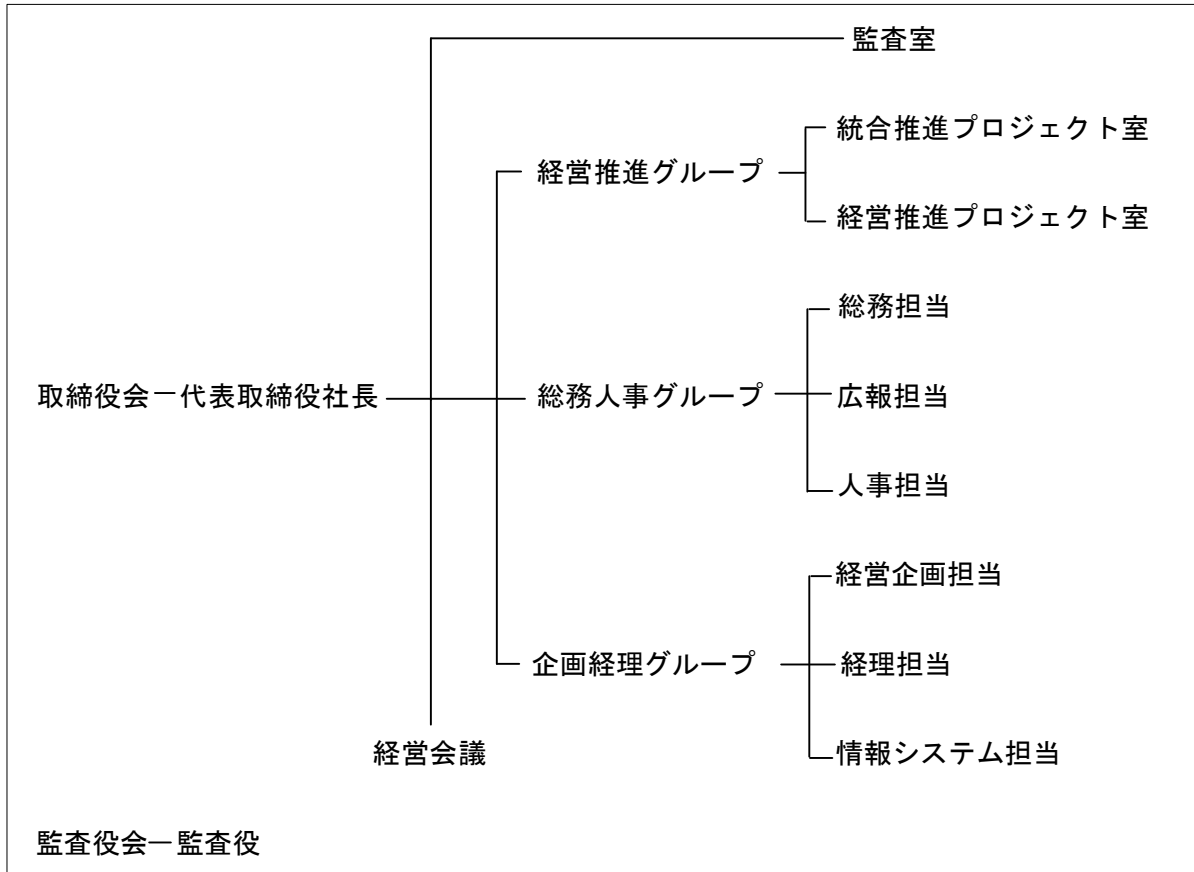 監査室
統合推進プロジェクト室
経営推進グループ
経営推進プロジェクト室
総務担当
取締役会－代表取締役社長
総務人事グループ
広報担当
人事担当
経営企画担当
企画経理グループ
経理担当
経営会議
情報システム担当
監査役会－監査役